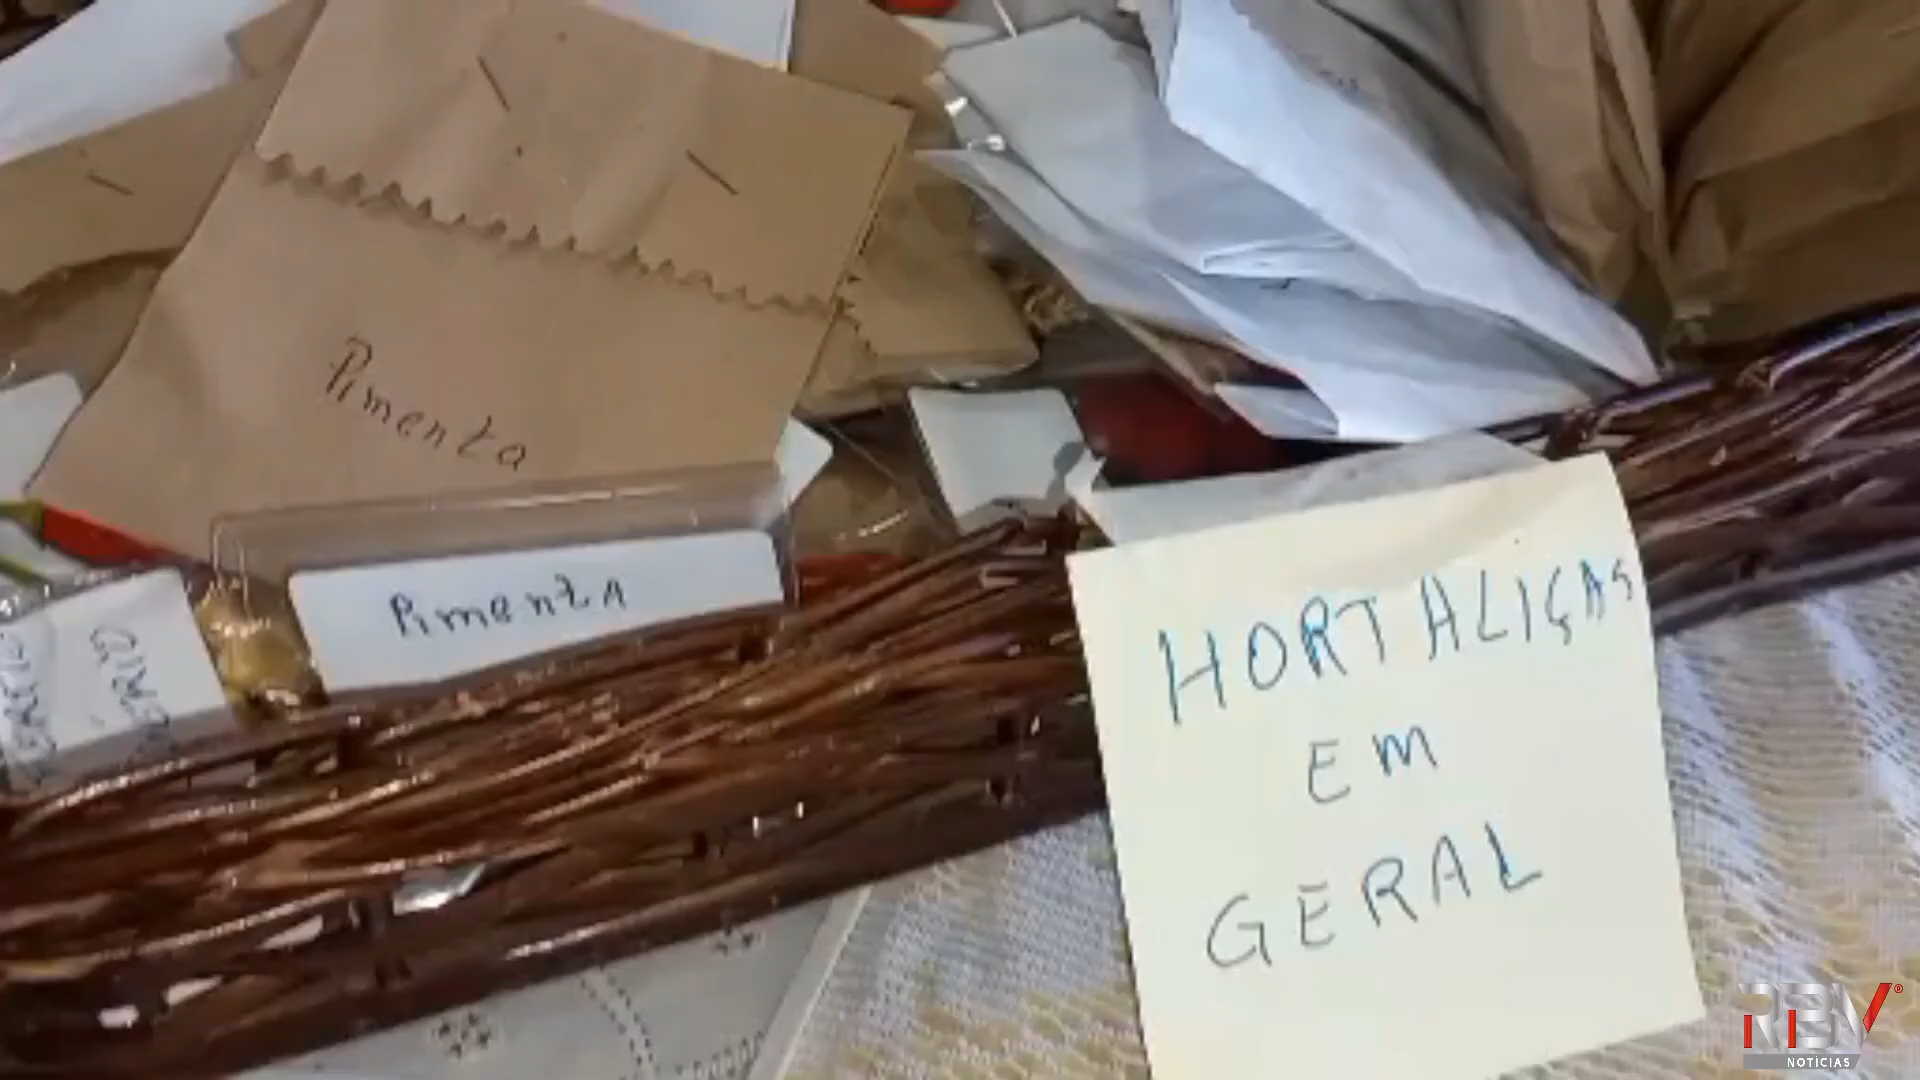 Pimenta
Pimenta
HORTALIÇAS
EM
GERAL
RBV
NOTÍCIAS